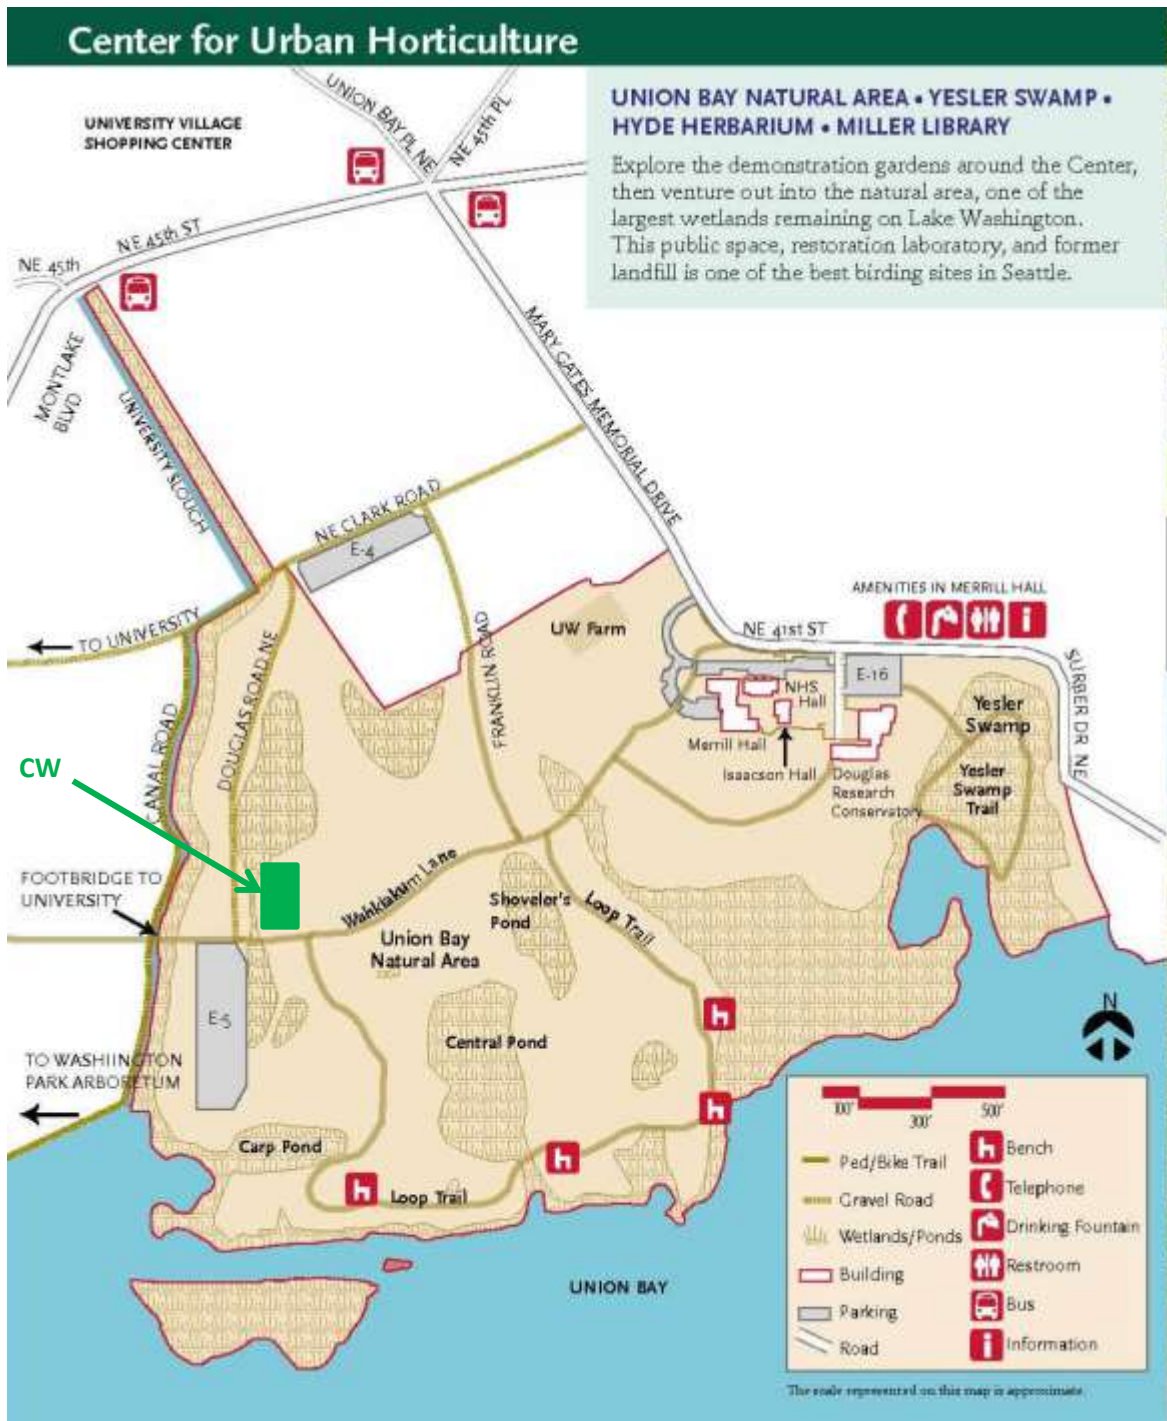 Center for Urban Horticulture
UNION BAY NATURAL AREA • YESLER SWAMP •
HYDE HERBARIUM • MILLER LIBRARY
Explore the demonstration gardens around the Center,
then venture out into the natural area, one of the
largest wetlands remaining on Lake Washington.
This public space, restoration laboratory, and former
landfill is one of the best birding sites in Seattle.
UNION BAY PL NE
NE 45th PL
UNIVERSITY VILLAGE
SHOPPING CENTER
NE 45th ST
NE 45th
MONTLAKE
BLVD
UNIVERSITY SLOUGH
MARY GATES MEMORIAL DRIVE
NE CLARK ROAD
E-4
TO UNIVERSITY
DOUGLAS ROAD NE
FRANKLIN ROAD
UW Farm
AMENITIES IN MERRILL HALL
NE 41st ST
SURBER DR NE
E-16
NHS
Hall
Merrill Hall
Isaacson Hall
Douglas
Research
Conservatory
Yesler
Swamp
Yesler
Swamp
Trail
CANAL ROAD
CW
FOOTBRIDGE TO
UNIVERSITY
Wahkiakum Lane
Shoveler's
Pond
Loop Trail
Union Bay
Natural Area
E-5
Central Pond
TO WASHIINGTON
PARK ARBORETUM
Carp Pond
Loop Trail
UNION BAY
N
100'
300'
500'
Ped/Bike Trail
Gravel Road
Wetlands/Ponds
Building
Parking
Road
Bench
Telephone
Drinking Fountain
Restroom
Bus
Information
The scale represented on this map is approximate.